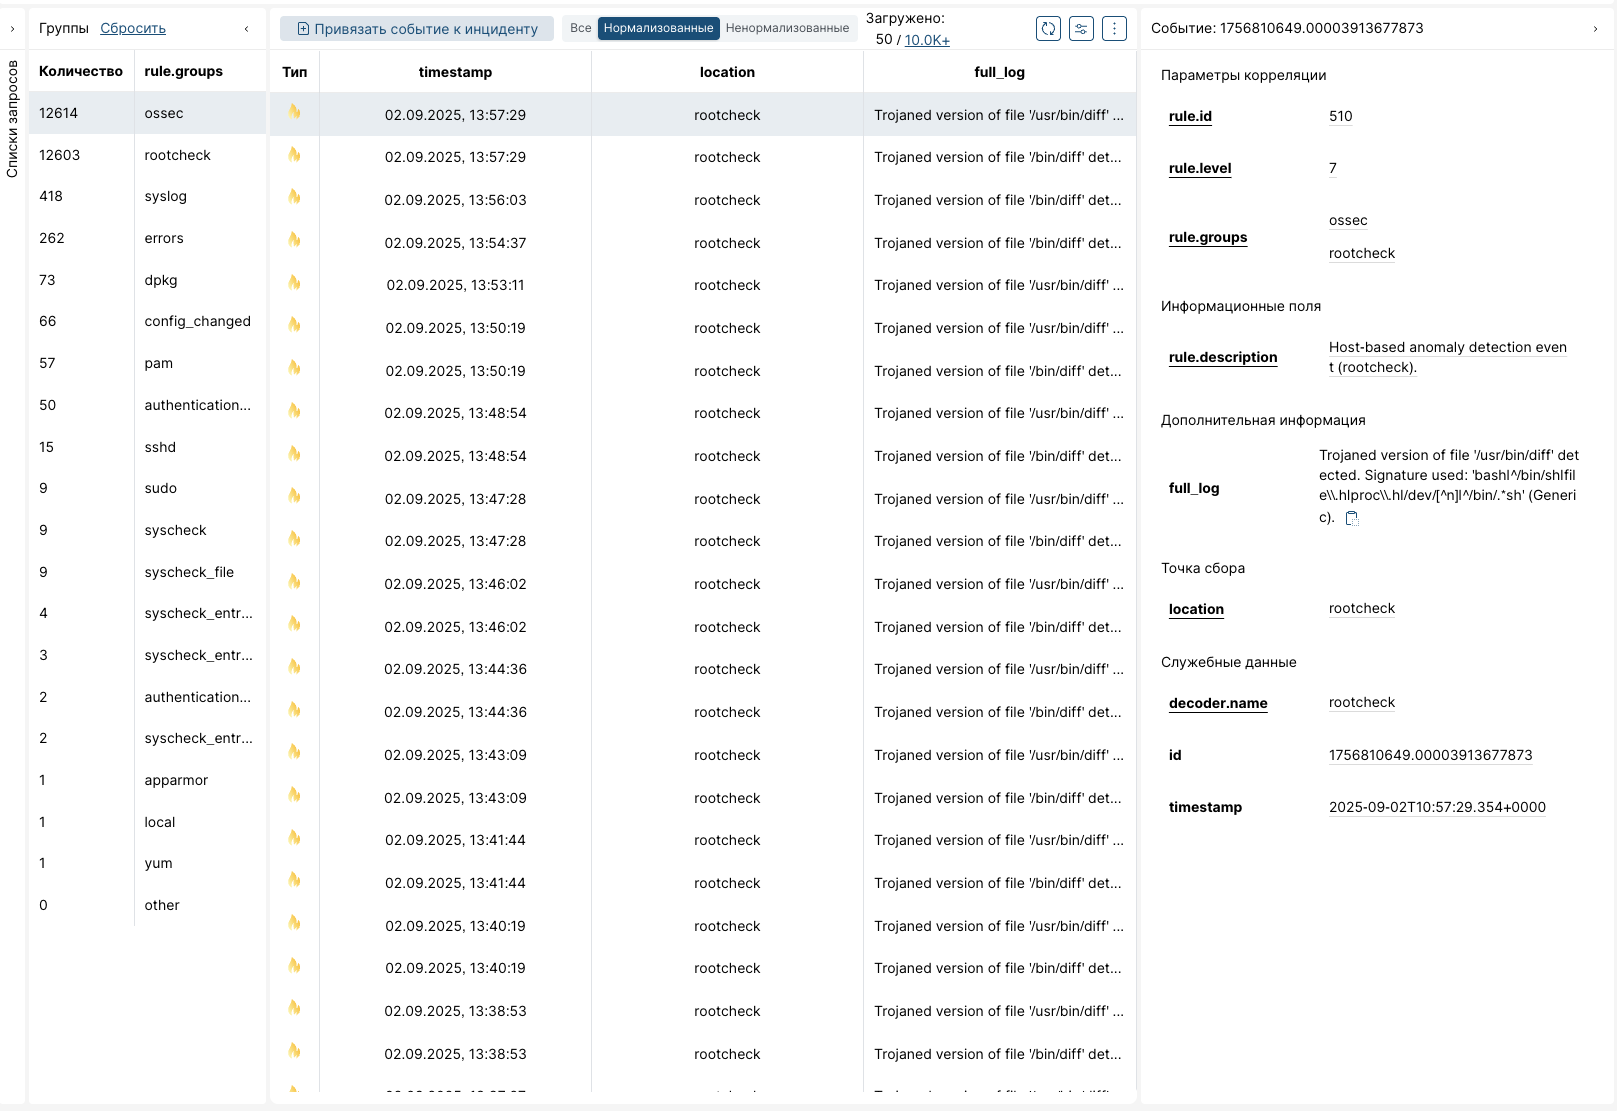 Списки запросов
Группы Сбросить
Количество rule.groups
12614 ossec
12603 rootcheck
418 syslog
262 errors
73 dpkg
66 config_changed
57 pam
50 authentication...
15 sshd
9 sudo
9 syscheck
9 syscheck_file
4 syscheck_entr...
3 syscheck_entr...
2 authentication...
2 syscheck_entr...
1 apparmor
1 local
1 yum
0 other
Привязать событие к инциденту Все Нормализованные Ненормализованные Загружено:
50 / 10.0K+
Тип timestamp location full_log
02.09.2025, 13:57:29 rootcheck Trojaned version of file '/usr/bin/diff' ...
02.09.2025, 13:57:29 rootcheck Trojaned version of file '/bin/diff' det...
02.09.2025, 13:56:03 rootcheck Trojaned version of file '/bin/diff' det...
02.09.2025, 13:54:37 rootcheck Trojaned version of file '/bin/diff' det...
02.09.2025, 13:53:11 rootcheck Trojaned version of file '/usr/bin/diff' ...
02.09.2025, 13:50:19 rootcheck Trojaned version of file '/usr/bin/diff' ...
02.09.2025, 13:50:19 rootcheck Trojaned version of file '/bin/diff' det...
02.09.2025, 13:48:54 rootcheck Trojaned version of file '/usr/bin/diff' ...
02.09.2025, 13:48:54 rootcheck Trojaned version of file '/bin/diff' det...
02.09.2025, 13:47:28 rootcheck Trojaned version of file '/usr/bin/diff' ...
02.09.2025, 13:47:28 rootcheck Trojaned version of file '/bin/diff' det...
02.09.2025, 13:46:02 rootcheck Trojaned version of file '/usr/bin/diff' ...
02.09.2025, 13:46:02 rootcheck Trojaned version of file '/bin/diff' det...
02.09.2025, 13:44:36 rootcheck Trojaned version of file '/usr/bin/diff' ...
02.09.2025, 13:44:36 rootcheck Trojaned version of file '/bin/diff' det...
02.09.2025, 13:43:09 rootcheck Trojaned version of file '/usr/bin/diff' ...
02.09.2025, 13:43:09 rootcheck Trojaned version of file '/bin/diff' det...
02.09.2025, 13:41:44 rootcheck Trojaned version of file '/usr/bin/diff' ...
02.09.2025, 13:41:44 rootcheck Trojaned version of file '/bin/diff' det...
02.09.2025, 13:40:19 rootcheck Trojaned version of file '/usr/bin/diff' ...
02.09.2025, 13:40:19 rootcheck Trojaned version of file '/bin/diff' det...
02.09.2025, 13:38:53 rootcheck Trojaned version of file '/usr/bin/diff' ...
02.09.2025, 13:38:53 rootcheck Trojaned version of file '/bin/diff' det...
Событие: 1756810649.00003913677873
Параметры корреляции
rule.id 510
rule.level 7
rule.groups ossec
rootcheck
Информационные поля
rule.description Host-based anomaly detection even
t (rootcheck).
Дополнительная информация
full_log Trojaned version of file '/usr/bin/diff' det
ected. Signature used: 'bash|^/bin/sh|fil
e\\.h|proc\\.h|/dev/[^n]|^/bin/.*sh' (Generi
c).
Точка сбора
location rootcheck
Служебные данные
decoder.name rootcheck
id 1756810649.00003913677873
timestamp 2025-09-02T10:57:29.354+0000